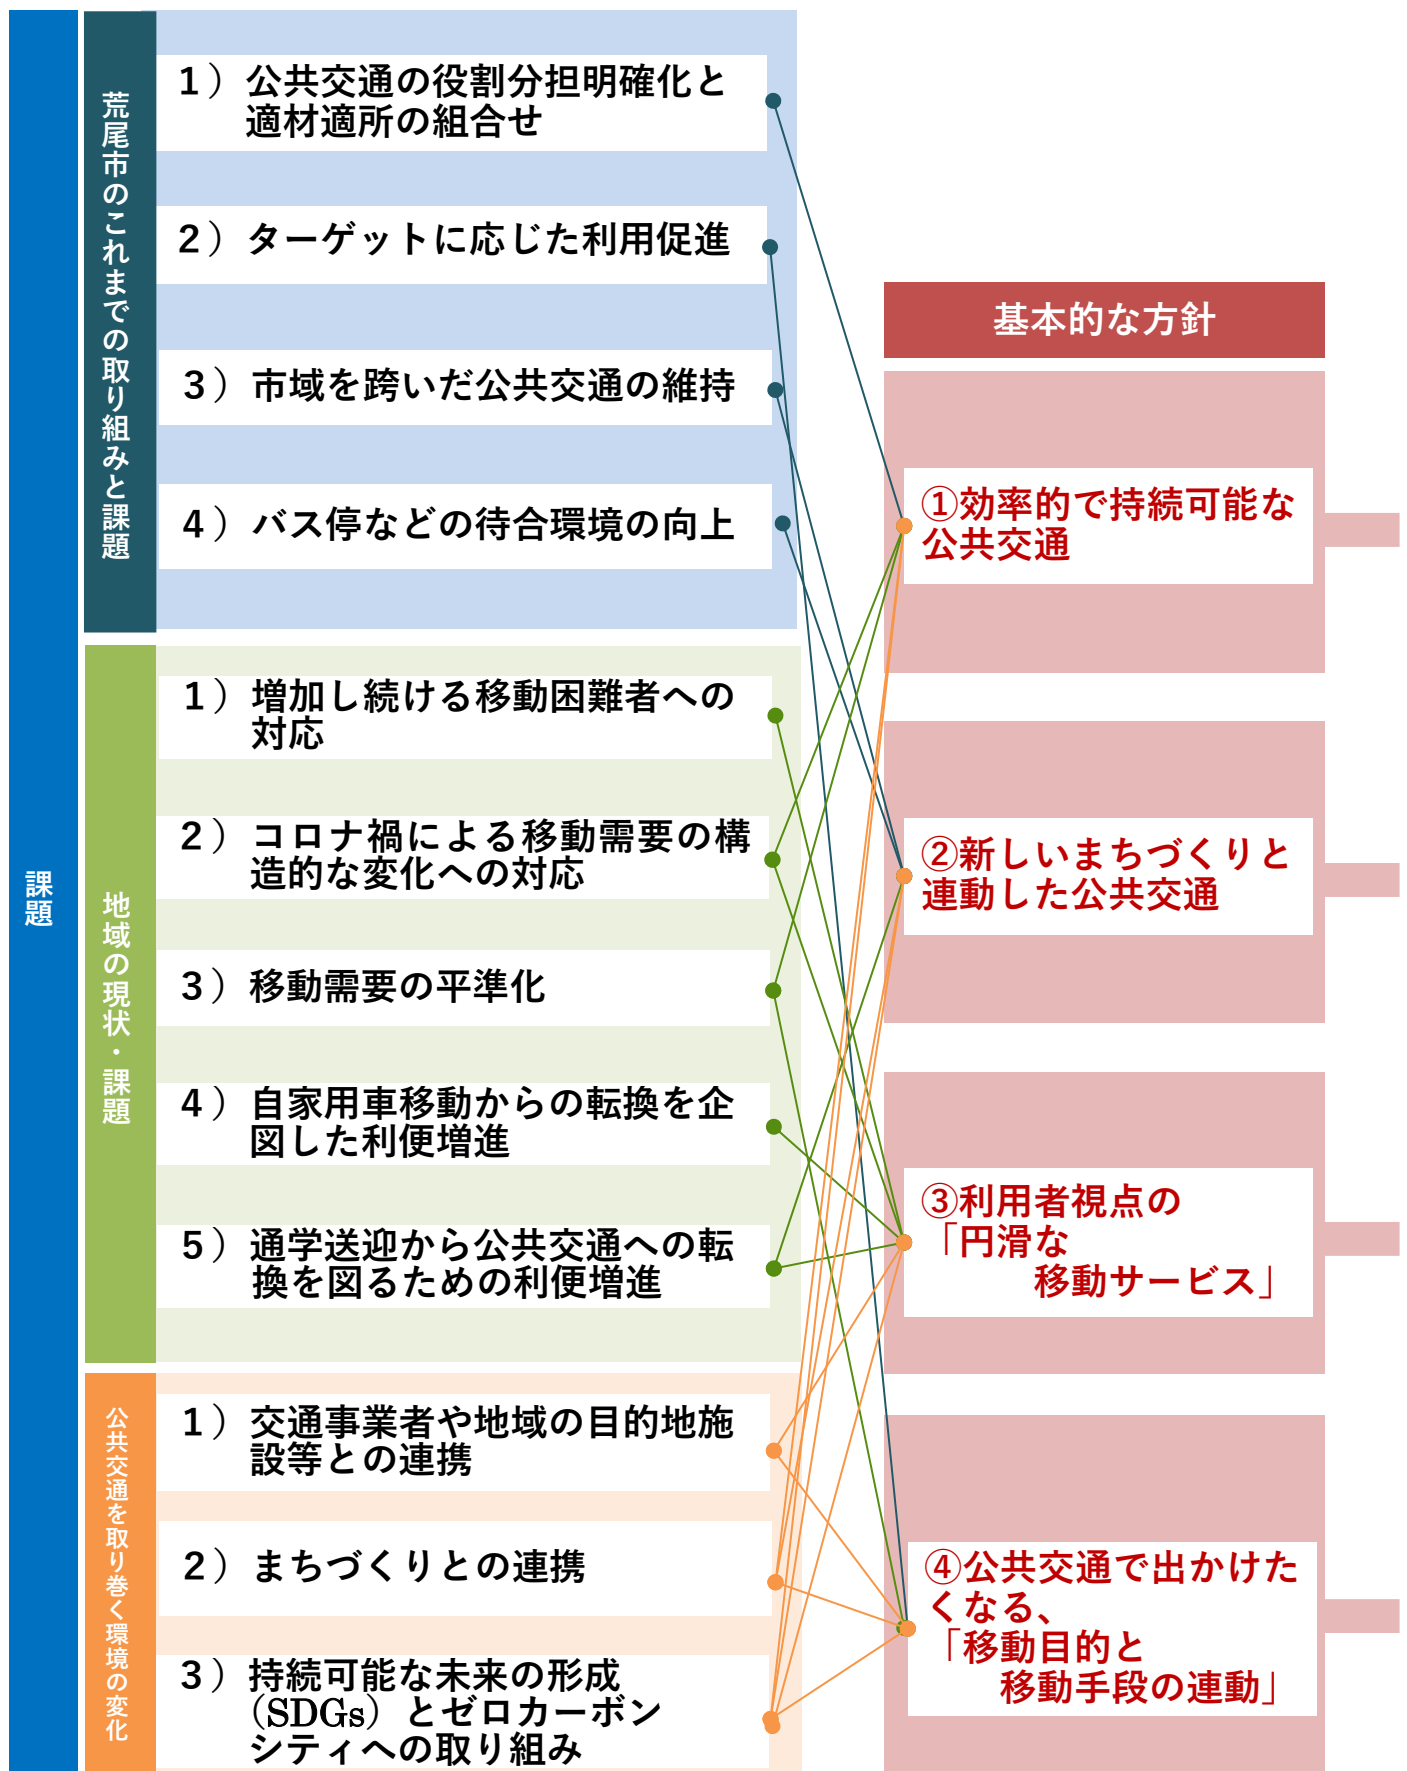 課題
荒尾市のこれまでの取り組みと課題
１）公共交通の役割分担明確化と
適材適所の組合せ
２）ターゲットに応じた利用促進
３）市域を跨いだ公共交通の維持
４）バス停などの待合環境の向上
地域の現状・課題
１）増加し続ける移動困難者への
対応
２）コロナ禍による移動需要の構
造的な変化への対応
３）移動需要の平準化
４）自家用車移動からの転換を企
図した利便増進
５）通学送迎から公共交通への転
換を図るための利便増進
公共交通を取り巻く環境の変化
１）交通事業者や地域の目的地施
設等との連携
２）まちづくりとの連携
３）持続可能な未来の形成
（SDGs）とゼロカーボン
シティへの取り組み
基本的な方針
①効率的で持続可能な
公共交通
②新しいまちづくりと
連動した公共交通
③利用者視点の
「円滑な
移動サービス」
④公共交通で出かけた
くなる、
「移動目的と
移動手段の連動」